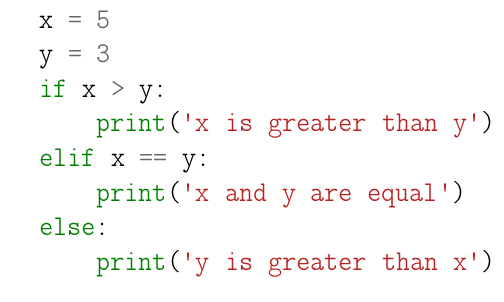 x = 5
y = 3
if x > y:
    print('x is greater than y')
elif x == y:
    print('x and y are equal')
else:
    print('y is greater than x')